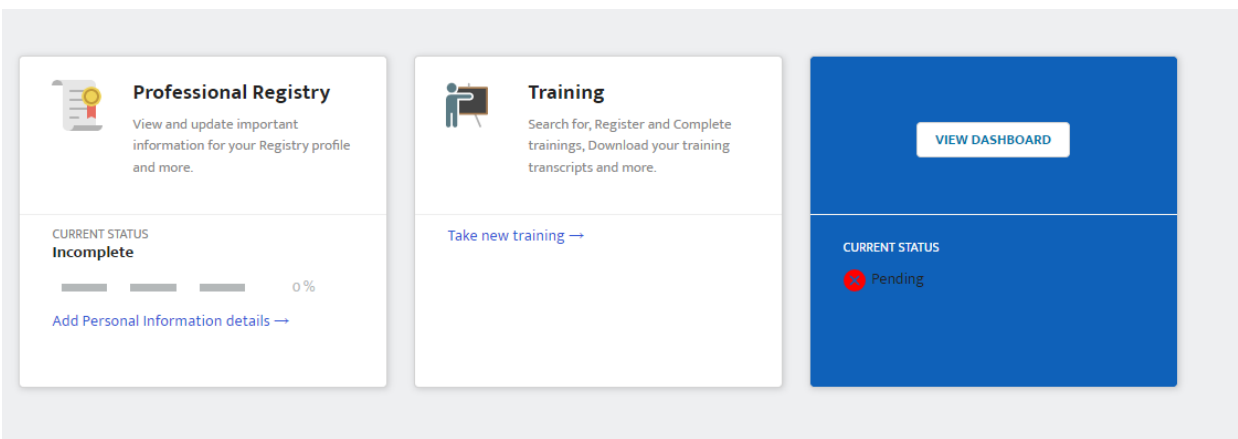 Professional Registry
View and update important
information for your Registry profile
and more.
CURRENT STATUS
Incomplete
0%
Add Personal Information details →
Training
Search for, Register and Complete
trainings, Download your training
transcripts and more.
Take new training →
VIEW DASHBOARD
CURRENT STATUS
Pending